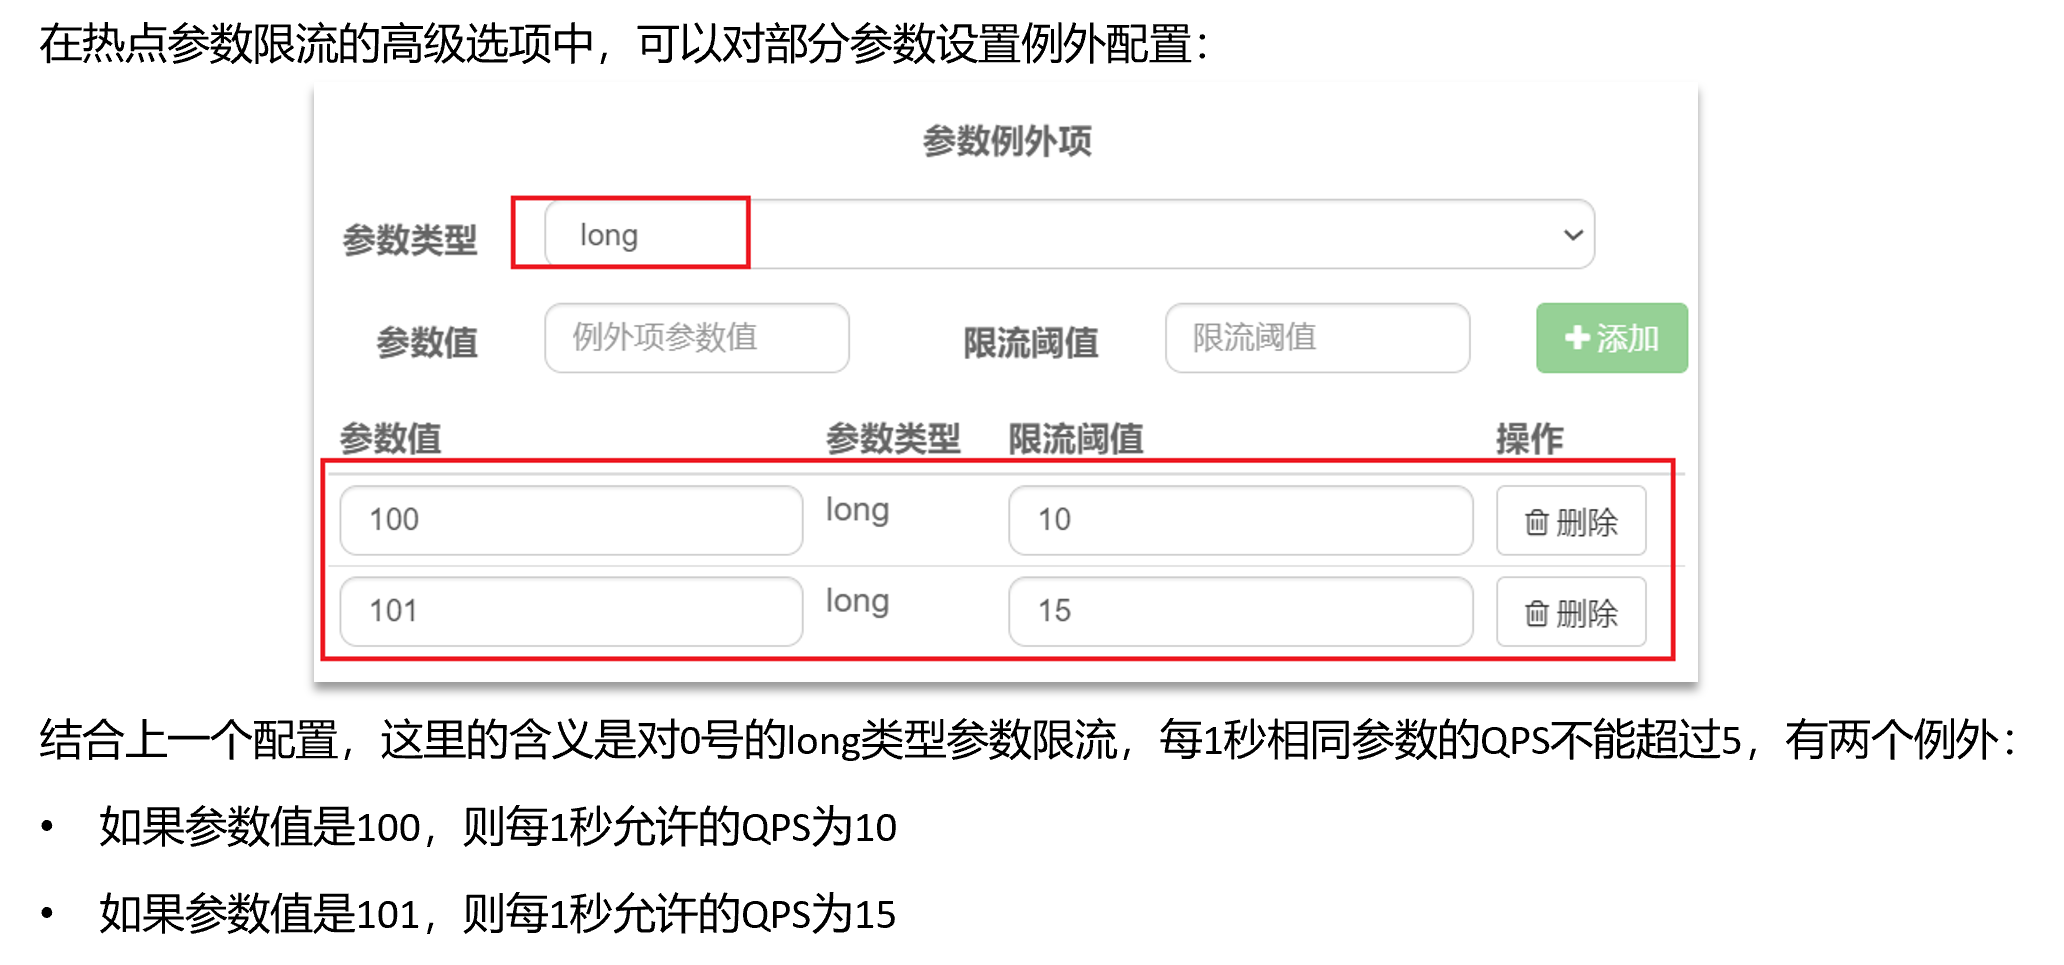 在热点参数限流的高级选项中，可以对部分参数设置例外配置：
参数例外项
参数类型 long
参数值 例外项参数值 限流阈值 限流阈值 添加
参数值 参数类型 限流阈值 操作
100 long 10 删除
101 long 15 删除
结合上一个配置，这里的含义是对0号的long类型参数限流，每1秒相同参数的QPS不能超过5，有两个例外：
• 如果参数值是100，则每1秒允许的QPS为10
• 如果参数值是101，则每1秒允许的QPS为15